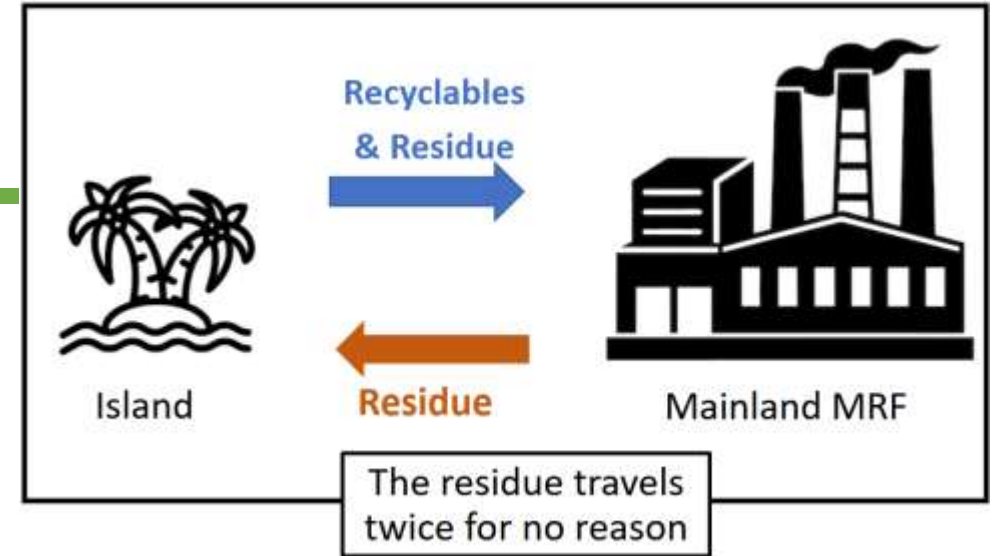 Recyclables
& Residue
Island
Residue
Mainland MRF
The residue travels
twice for no reason